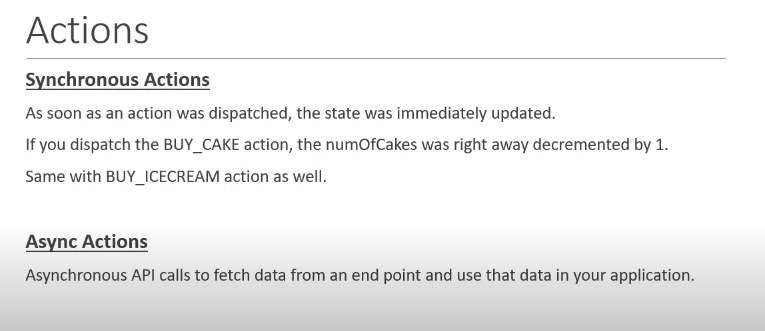 Actions
Synchronous Actions
As soon as an action was dispatched, the state was immediately updated.
If you dispatch the BUY_CAKE action, the numOfCakes was right away decremented by 1.
Same with BUY_ICECREAM action as well.
Async Actions
Asynchronous API calls to fetch data from an end point and use that data in your application.